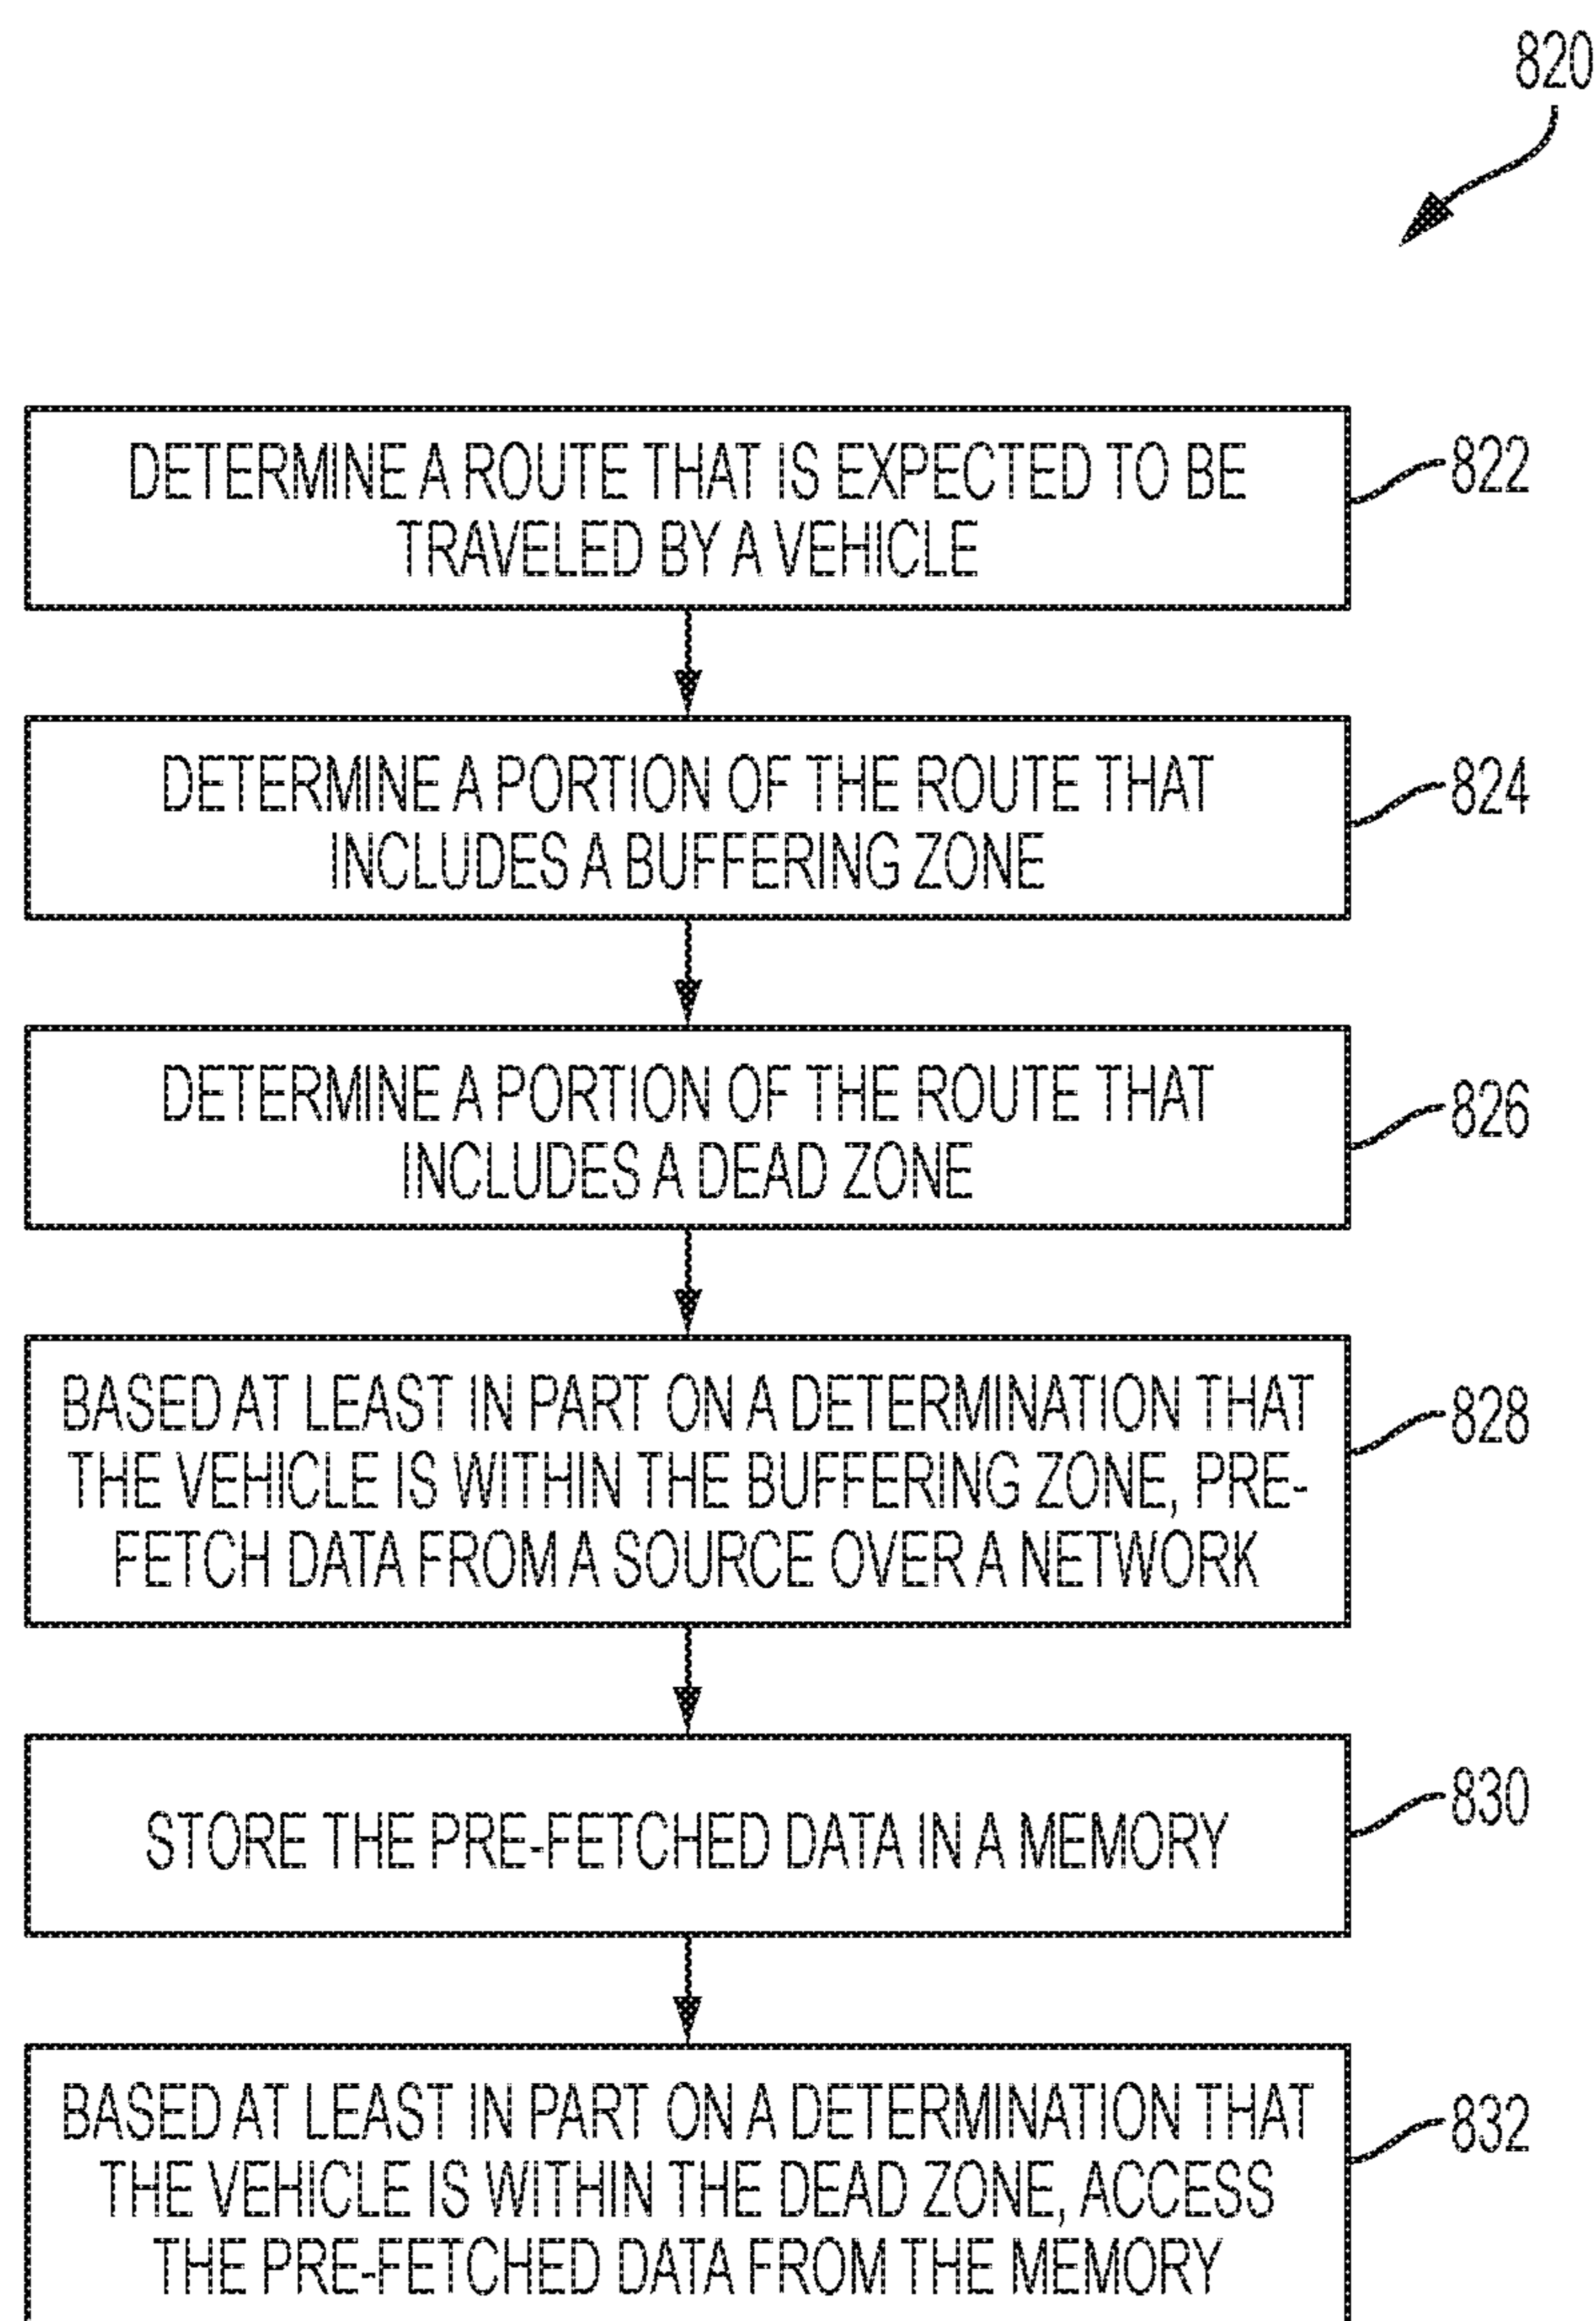 820
DETERMINE A ROUTE THAT IS EXPECTED TO BE
TRAVELED BY A VEHICLE
822
DETERMINE A PORTION OF THE ROUTE THAT
INCLUDES A BUFFERING ZONE
824
DETERMINE A PORTION OF THE ROUTE THAT
INCLUDES A DEAD ZONE
826
BASED AT LEAST IN PART ON A DETERMINATION THAT
THE VEHICLE IS WITHIN THE BUFFERING ZONE, PRE-
FETCH DATA FROM A SOURCE OVER A NETWORK
828
STORE THE PRE-FETCHED DATA IN A MEMORY
830
BASED AT LEAST IN PART ON A DETERMINATION THAT
THE VEHICLE IS WITHIN THE DEAD ZONE, ACCESS
THE PRE-FETCHED DATA FROM THE MEMORY
832